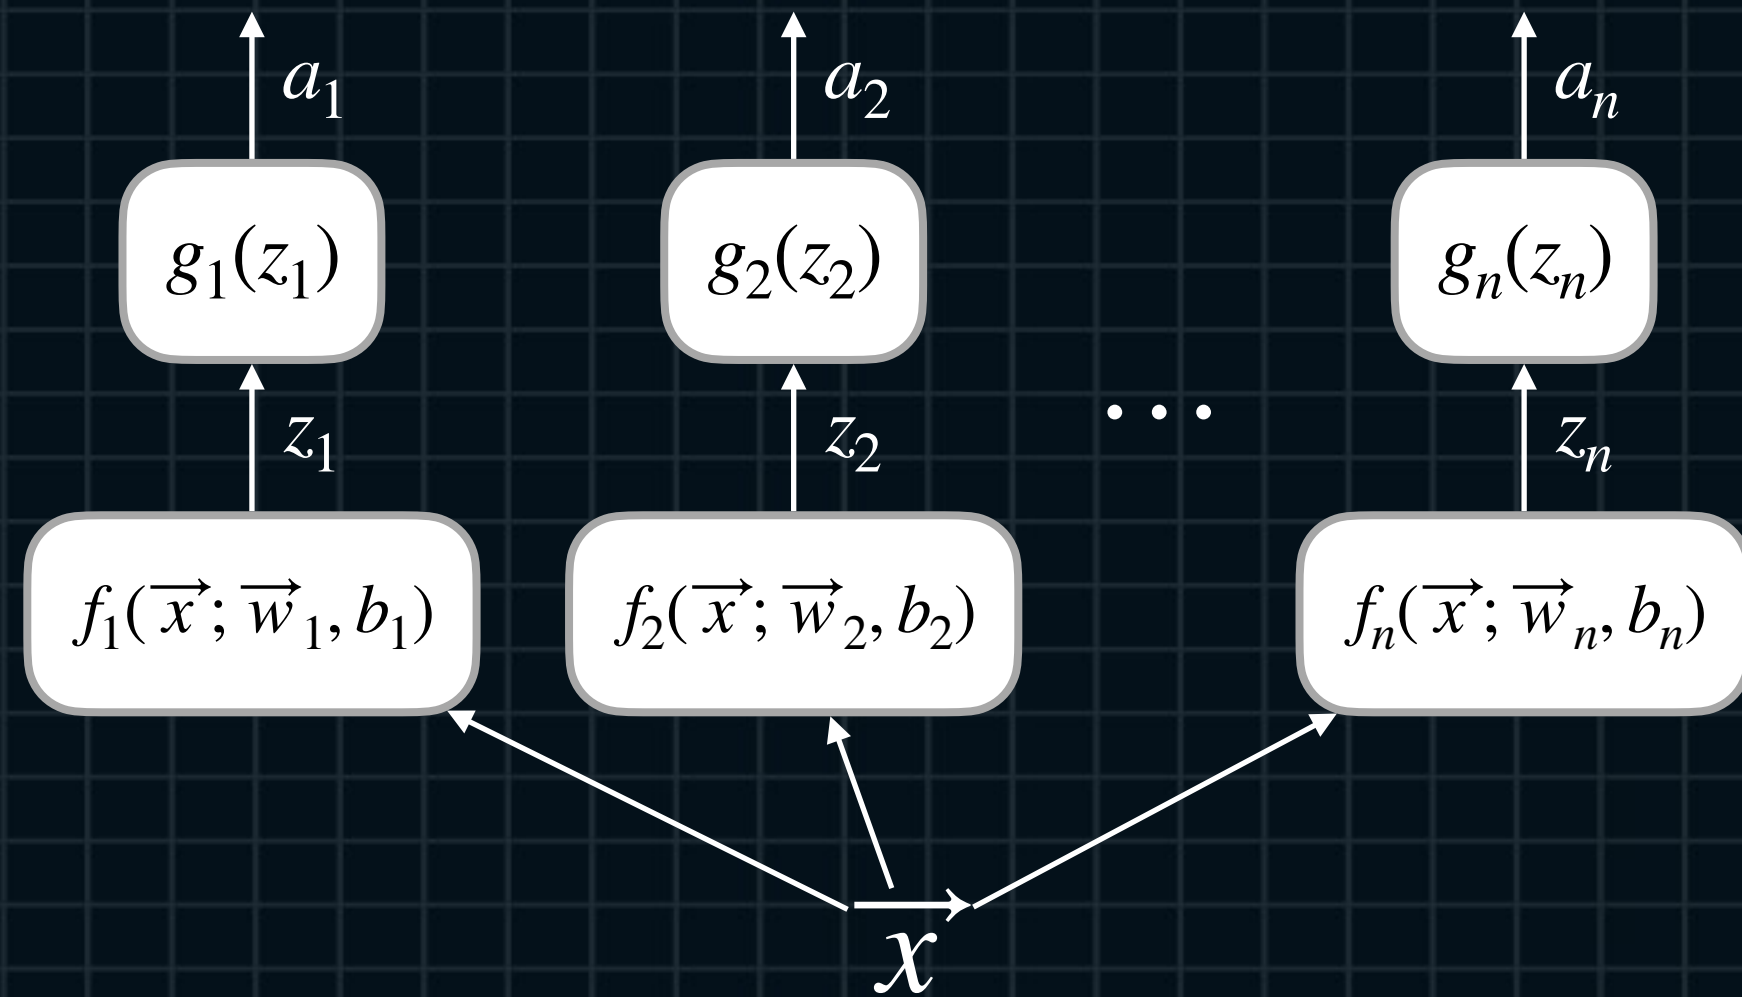 a₁ a₂ aₙ
g₁(z₁) g₂(z₂) gₙ(zₙ)
...
z₁ z₂ zₙ
f₁(x⃗; w⃗₁, b₁) f₂(x⃗; w⃗₂, b₂) fₙ(x⃗; w⃗ₙ, bₙ)
x⃗